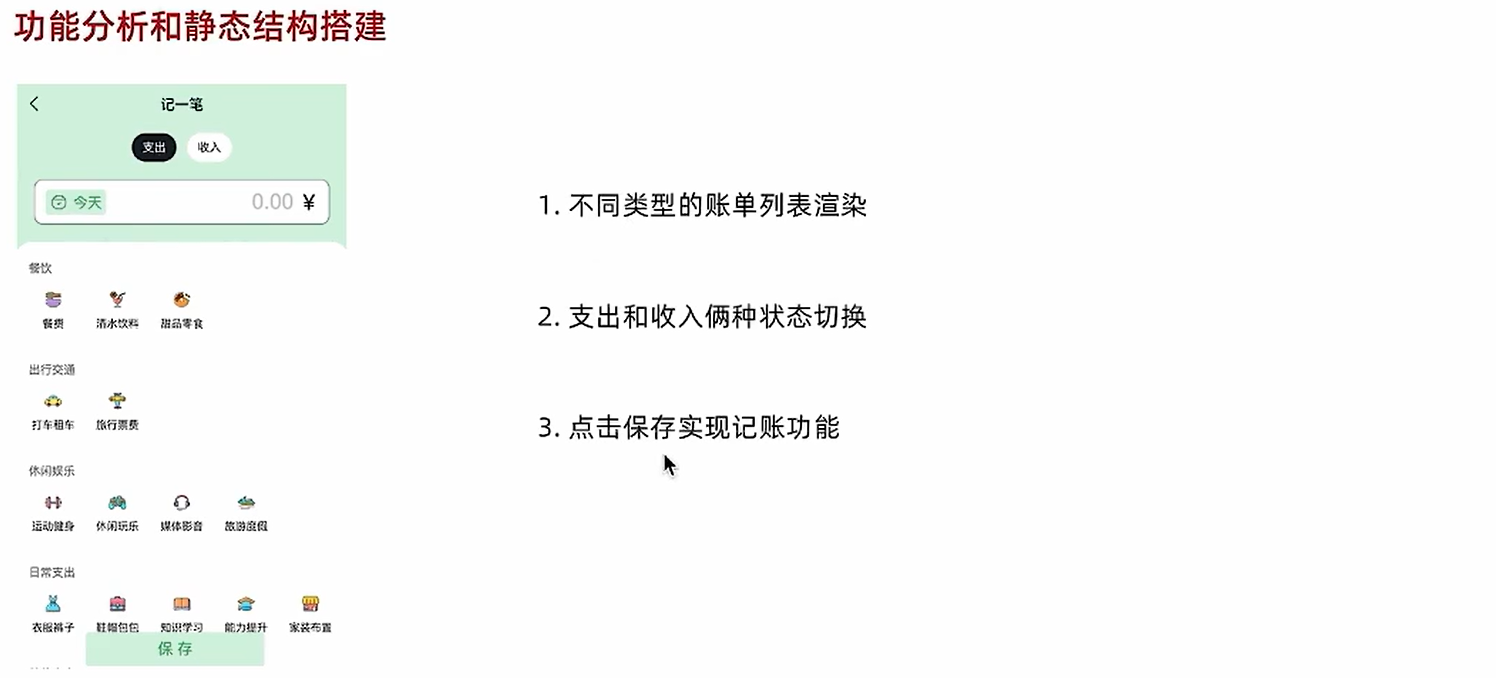 功能分析和静态结构搭建
记一笔
支出 收入
今天 0.00 ¥
1. 不同类型的账单列表渲染
餐饮
餐费 酒水饮料 甜品零食
2. 支出和收入俩种状态切换
出行交通
打车租车 旅行票费
3. 点击保存实现记账功能
休闲娱乐
运动健身 休闲玩乐 媒体影音 旅游度假
日常支出
衣服裤子 鞋帽包包 知识学习 能力提升 家装布置
保存